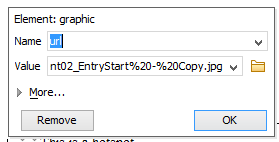 Element: graphic
Name url
Value nt02_EntryStart%20-%20Copy.jpg
More...
Remove OK